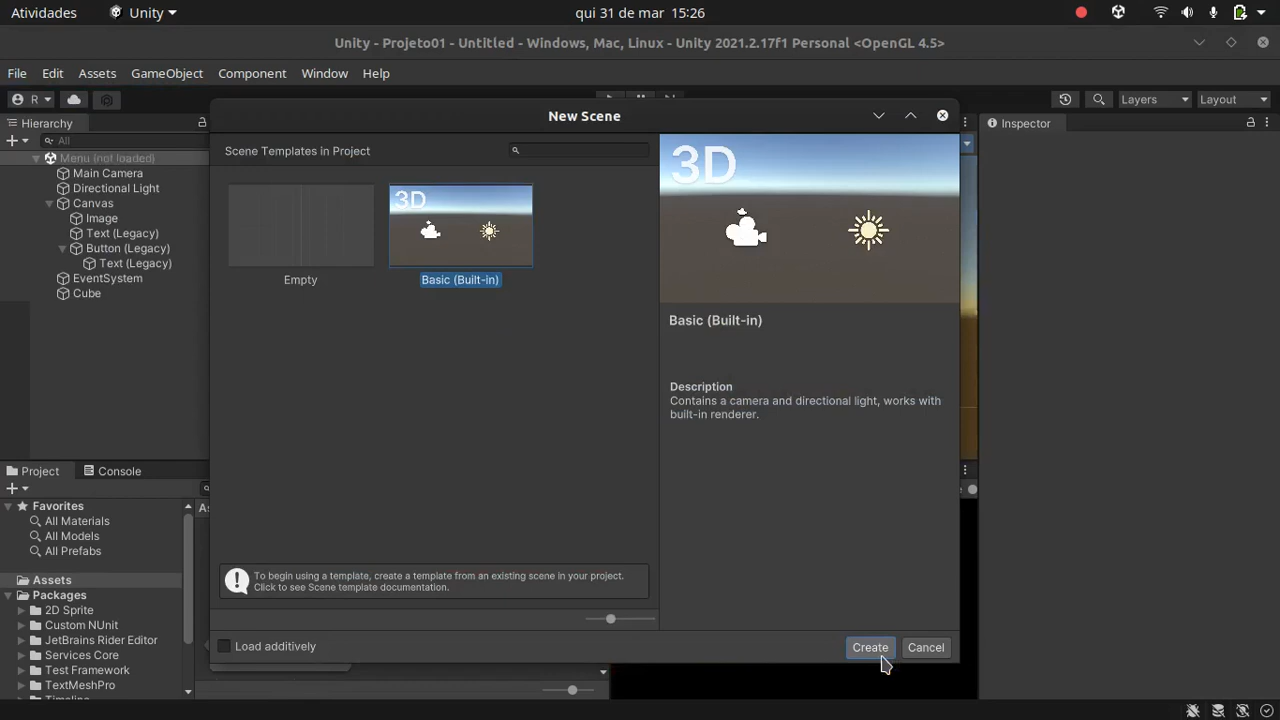 Atividades
Unity
qui 31 de mar 15:26
Unity - Projeto01 - Untitled - Windows, Mac, Linux - Unity 2021.2.17f1 Personal <OpenGL 4.5>
File Edit Assets GameObject Component Window Help
R
Layers
Layout
Hierarchy
All
Menu (not loaded)
Main Camera
Directional Light
Canvas
Image
Text (Legacy)
Button (Legacy)
Text (Legacy)
EventSystem
Cube
New Scene
Scene Templates in Project
3D
Empty
Basic (Built-in)
3D
Basic (Built-in)
Description
Contains a camera and directional light, works with
built-in renderer.
To begin using a template, create a template from an existing scene in your project.
Click to see Scene template documentation.
Load additively
Create
Cancel
Inspector
Project
Console
Favorites
All Materials
All Models
All Prefabs
Assets
Packages
2D Sprite
Custom NUnit
JetBrains Rider Editor
Services Core
Test Framework
TextMeshPro